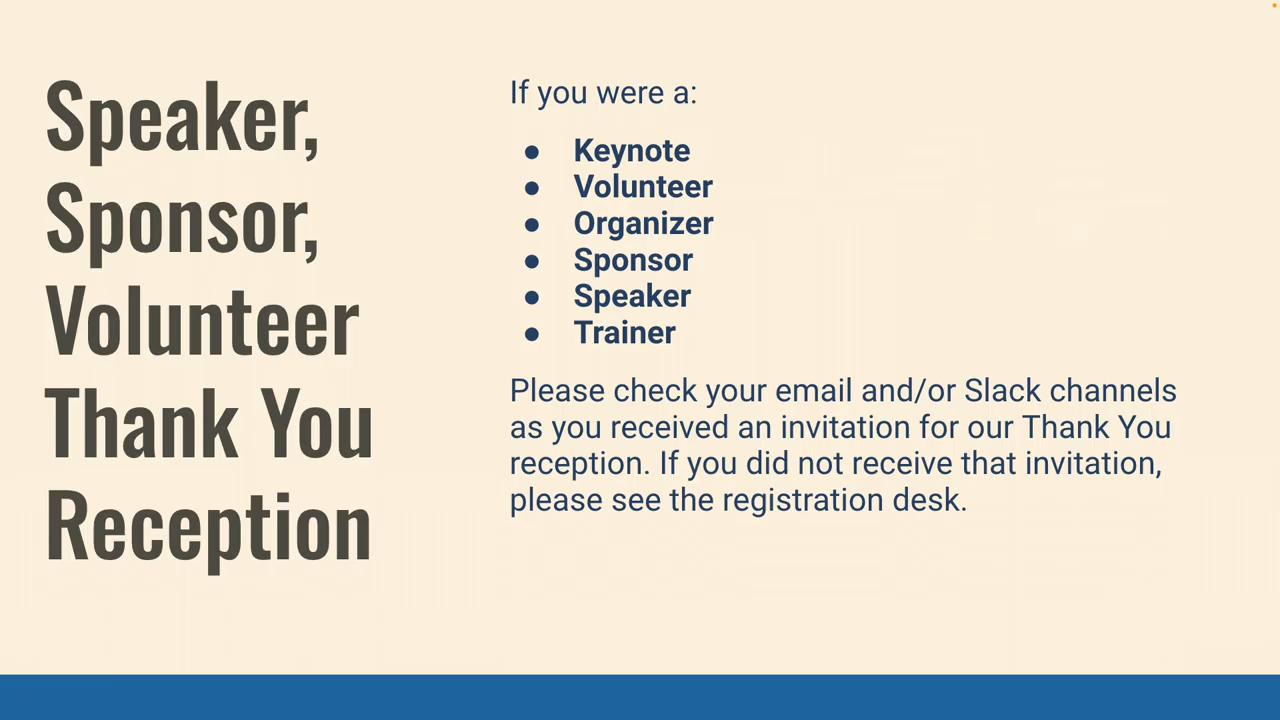 Speaker,
Sponsor,
Volunteer
Thank You
Reception
If you were a:
● Keynote
● Volunteer
● Organizer
● Sponsor
● Speaker
● Trainer
Please check your email and/or Slack channels
as you received an invitation for our Thank You
reception. If you did not receive that invitation,
please see the registration desk.